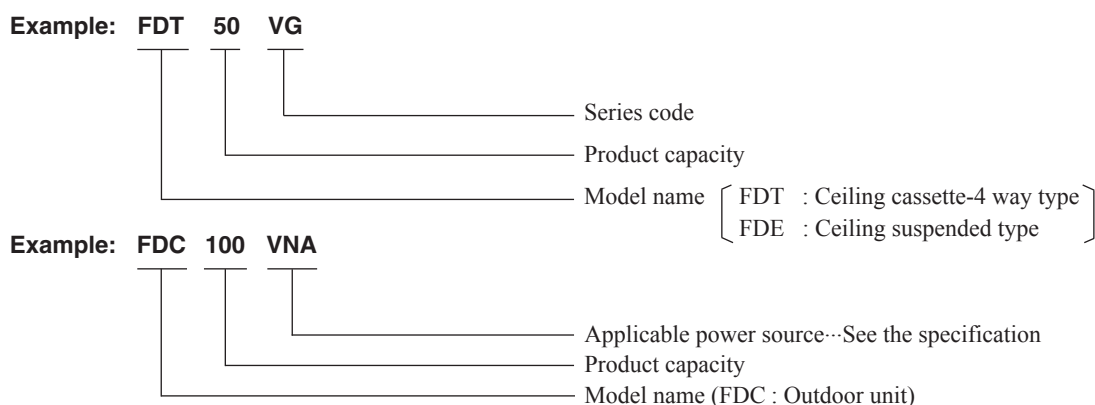 Example: FDT 50 VG
Series code
Product capacity
Model name FDT : Ceiling cassette-4 way type
FDE : Ceiling suspended type
Example: FDC 100 VNA
Applicable power source···See the specification
Product capacity
Model name (FDC : Outdoor unit)